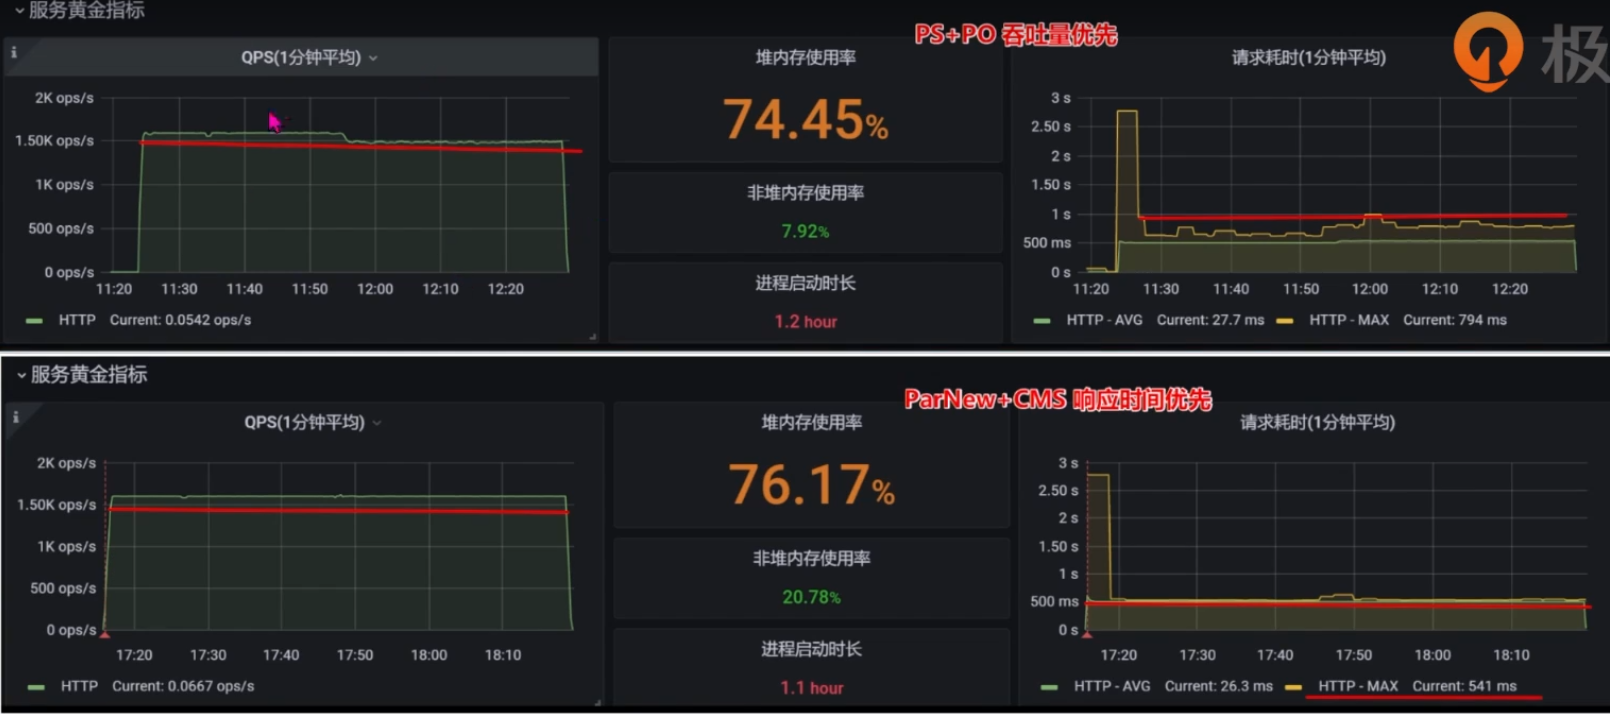 服务黄金指标
PS+PO 吞吐量优先
极
QPS(1分钟平均)
2K ops/s
1.50K ops/s
1K ops/s
500 ops/s
0 ops/s
11:20 11:30 11:40 11:50 12:00 12:10 12:20
HTTP Current: 0.0542 ops/s
堆内存使用率
74.45%
非堆内存使用率
7.92%
进程启动时长
1.2 hour
请求耗时(1分钟平均)
3 s
2.50 s
2 s
1.50 s
1 s
500 ms
0 s
11:20 11:30 11:40 11:50 12:00 12:10 12:20
HTTP - AVG Current: 27.7 ms HTTP - MAX Current: 794 ms
服务黄金指标
ParNew+CMS 响应时间优先
QPS(1分钟平均)
2K ops/s
1.50K ops/s
1K ops/s
500 ops/s
0 ops/s
17:20 17:30 17:40 17:50 18:00 18:10
HTTP Current: 0.0667 ops/s
堆内存使用率
76.17%
非堆内存使用率
20.78%
进程启动时长
1.1 hour
请求耗时(1分钟平均)
3 s
2.50 s
2 s
1.50 s
1 s
500 ms
0 s
17:20 17:30 17:40 17:50 18:00 18:10
HTTP - AVG Current: 26.3 ms HTTP - MAX Current: 541 ms